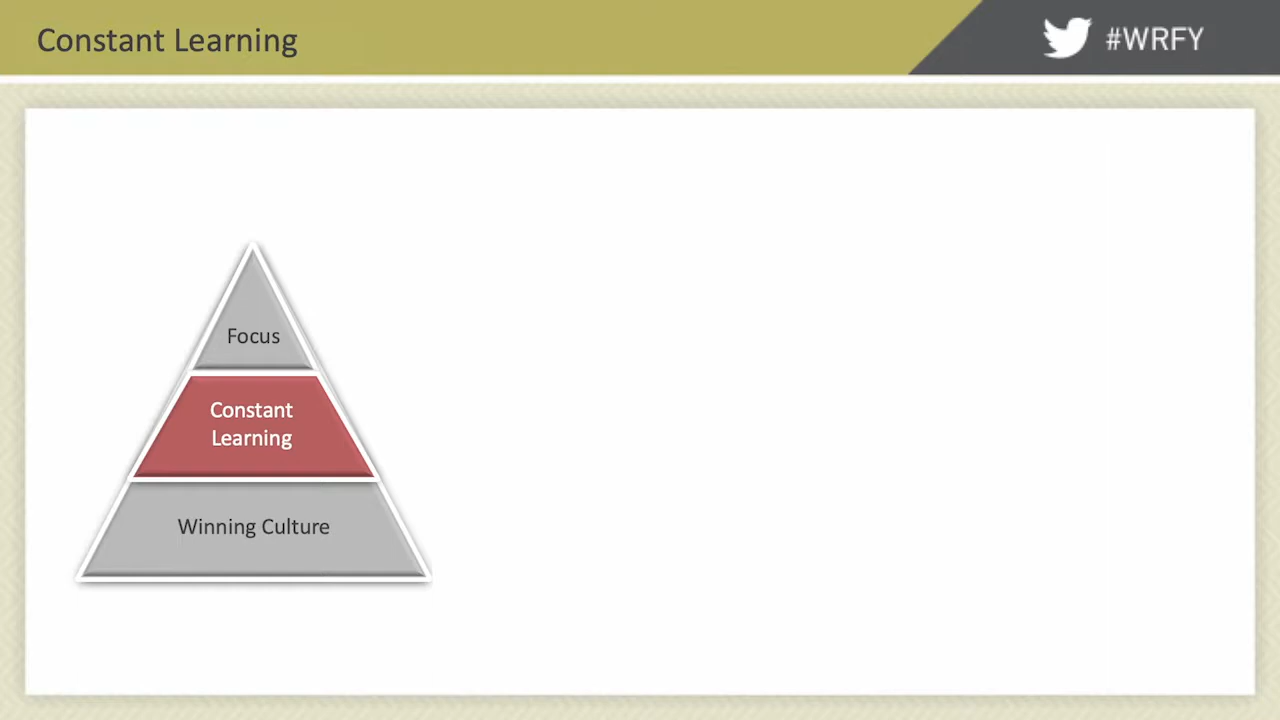 Constant Learning
#WRFY
Focus
Constant
Learning
Winning Culture